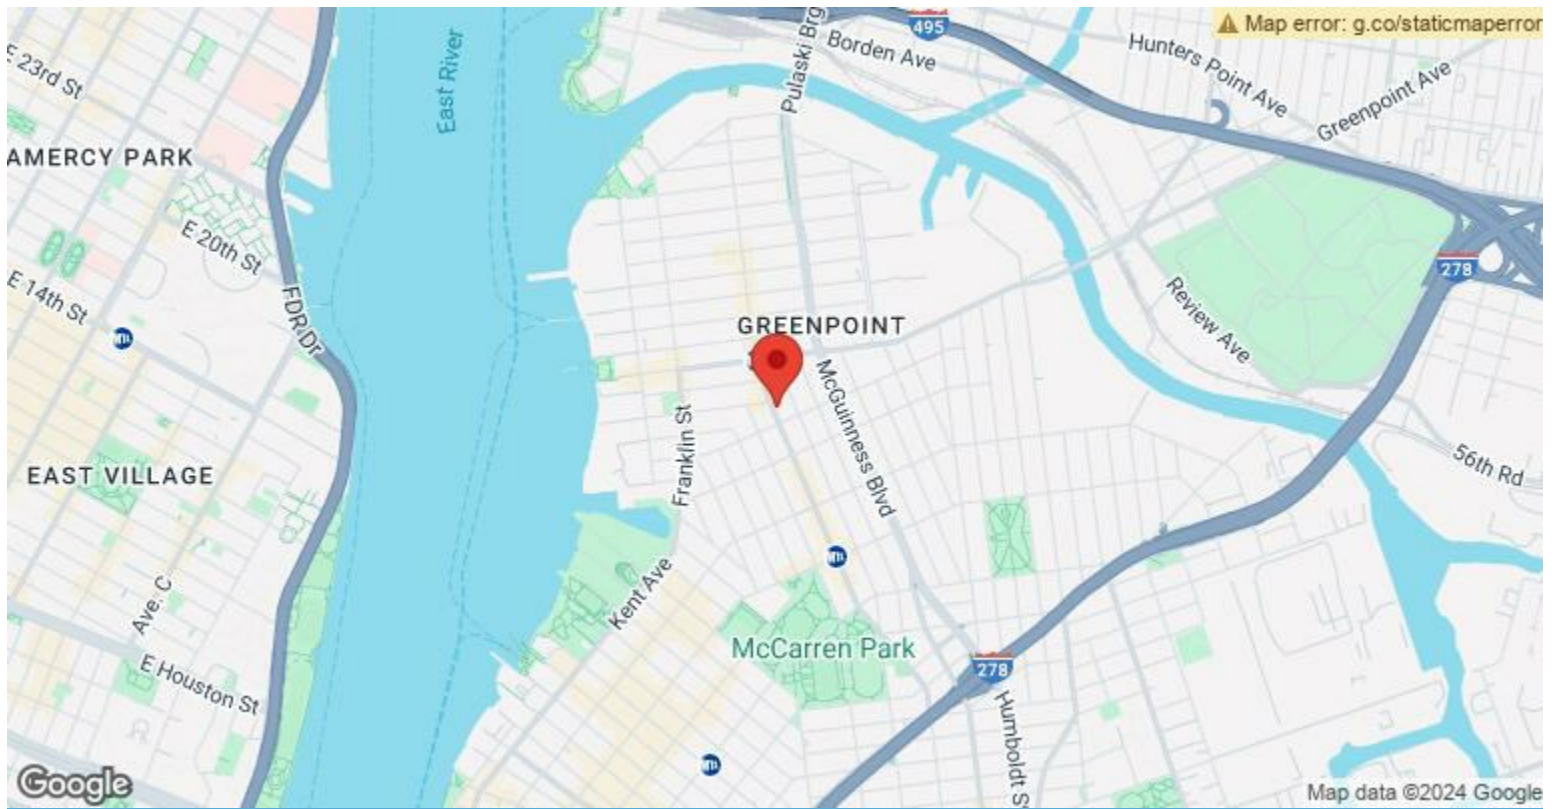 495
Map error: g.co/staticmaperror
Borden Ave
Pulaski Brg
Hunters Point Ave
Greenpoint Ave
East River
E 23rd St
AMERCY PARK
E 20th St
E 14th St
FDR Dr
278
Review Ave
GREENPOINT
McGuinness Blvd
Franklin St
EAST VILLAGE
56th Rd
Kent Ave
Ave. C
McCarren Park
E Houston St
278
Humboldt S
Google
Map data ©2024 Google